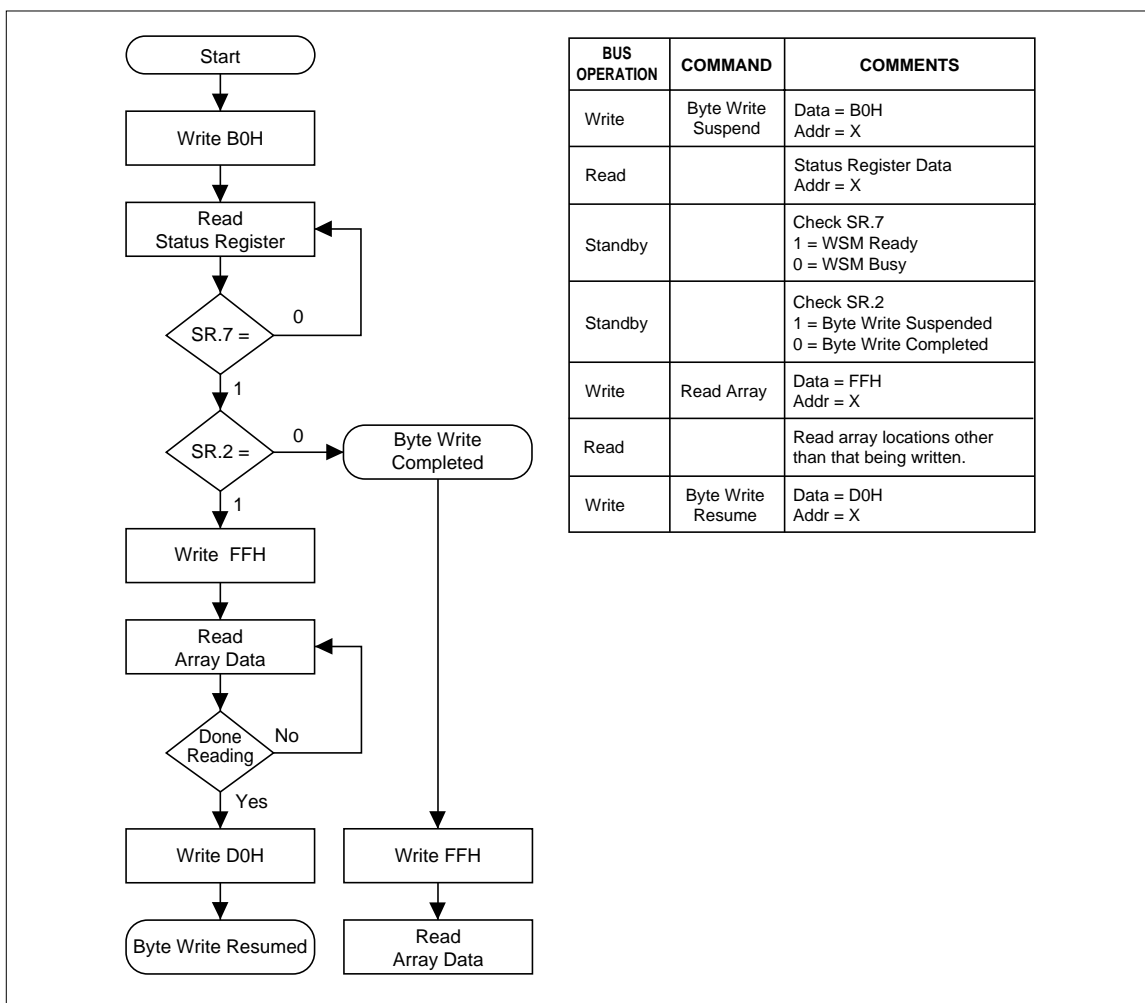 Start
Write B0H
Read
Status Register
SR.7 =
0
1
SR.2 =
0
Byte Write
Completed
1
Write FFH
Read
Array Data
Done
Reading
No
Yes
Write D0H
Write FFH
Byte Write Resumed
Read
Array Data
BUS
OPERATION
COMMAND
COMMENTS
Write
Byte Write
Suspend
Data = B0H
Addr = X
Read
Status Register Data
Addr = X
Standby
Check SR.7
1 = WSM Ready
0 = WSM Busy
Standby
Check SR.2
1 = Byte Write Suspended
0 = Byte Write Completed
Write
Read Array
Data = FFH
Addr = X
Read
Read array locations other
than that being written.
Write
Byte Write
Resume
Data = D0H
Addr = X